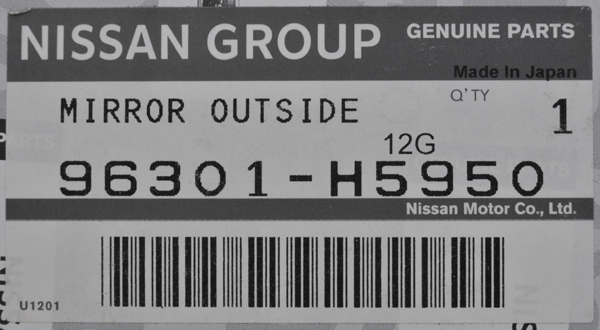 NISSAN GROUP GENUINE PARTS
Made In Japan
MIRROR OUTSIDE Q'TY 1
12G
96301-H5950
Nissan Motor Co., Ltd.
U1201